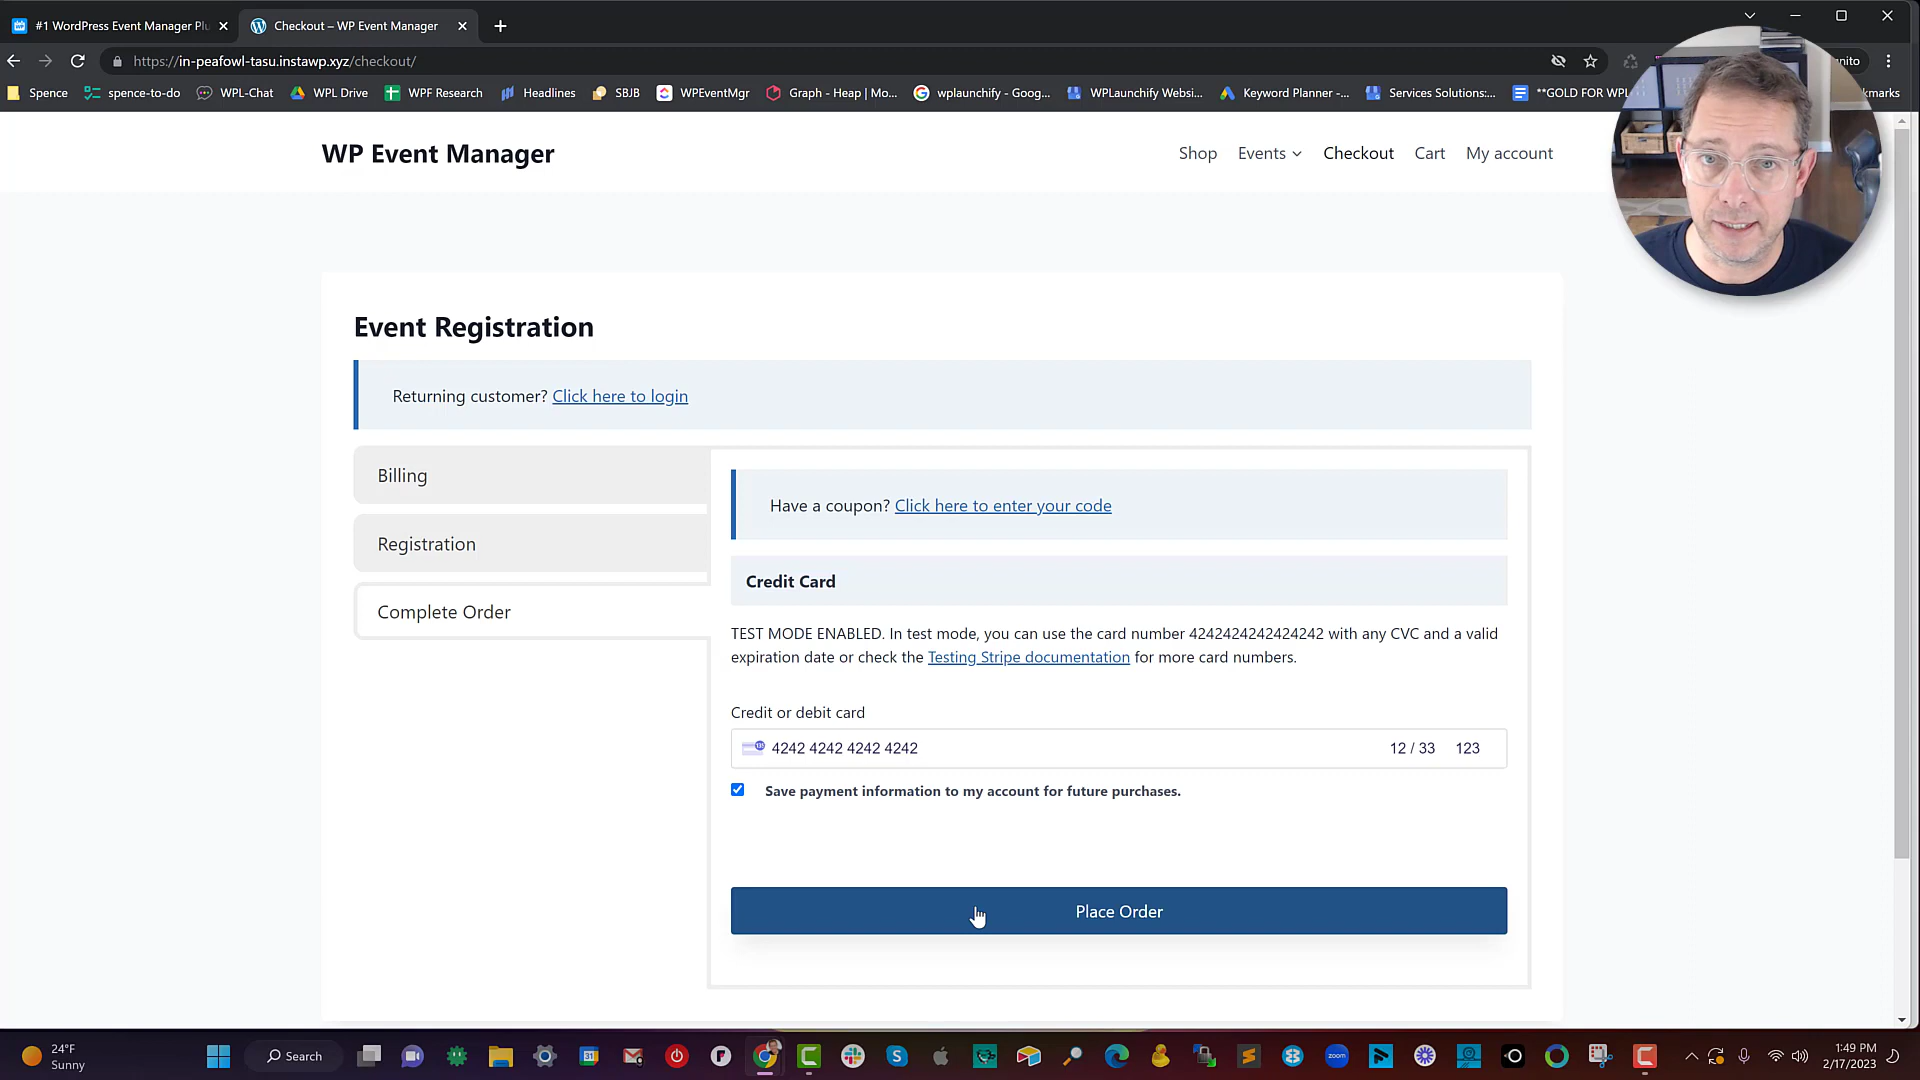 #1 WordPress Event Manager Plu
Checkout – WP Event Manager
https://in-peafowl-tasu.instawp.xyz/checkout/
Spence
spence-to-do
WPL-Chat
WPL Drive
WPF Research
Headlines
SBJB
WPEventMgr
Graph - Heap | Mo...
wplaunchify - Goog...
WPLaunchify Websi...
Keyword Planner -...
Services Solutions:...
**GOLD FOR WPL
WP Event Manager
Shop
Events
Checkout
Cart
My account
Event Registration
Returning customer? Click here to login
Billing
Registration
Complete Order
Have a coupon? Click here to enter your code
Credit Card
TEST MODE ENABLED. In test mode, you can use the card number 4242424242424242 with any CVC and a valid
expiration date or check the Testing Stripe documentation for more card numbers.
Credit or debit card
4242 4242 4242 4242 12 / 33 123
Save payment information to my account for future purchases.
Place Order
24°F
Sunny
Search
31
zoom
1:49 PM
2/17/2023